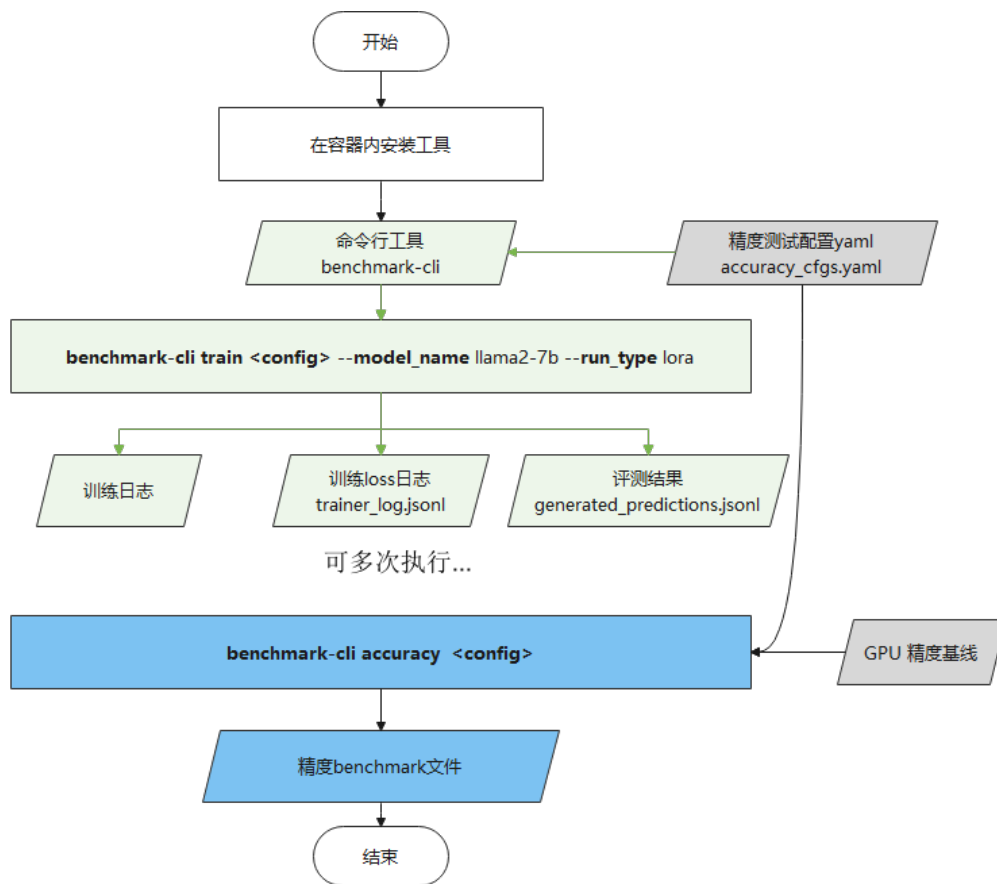 开始
在容器内安装工具
命令行工具
benchmark-cli
精度测试配置yaml
accuracy_cfgs.yaml
benchmark-cli train <config> --model_name llama2-7b --run_type lora
训练日志
训练loss日志
trainer_log.jsonl
评测结果
generated_predictions.jsonl
可多次执行...
benchmark-cli accuracy <config>
GPU 精度基线
精度benchmark文件
结束